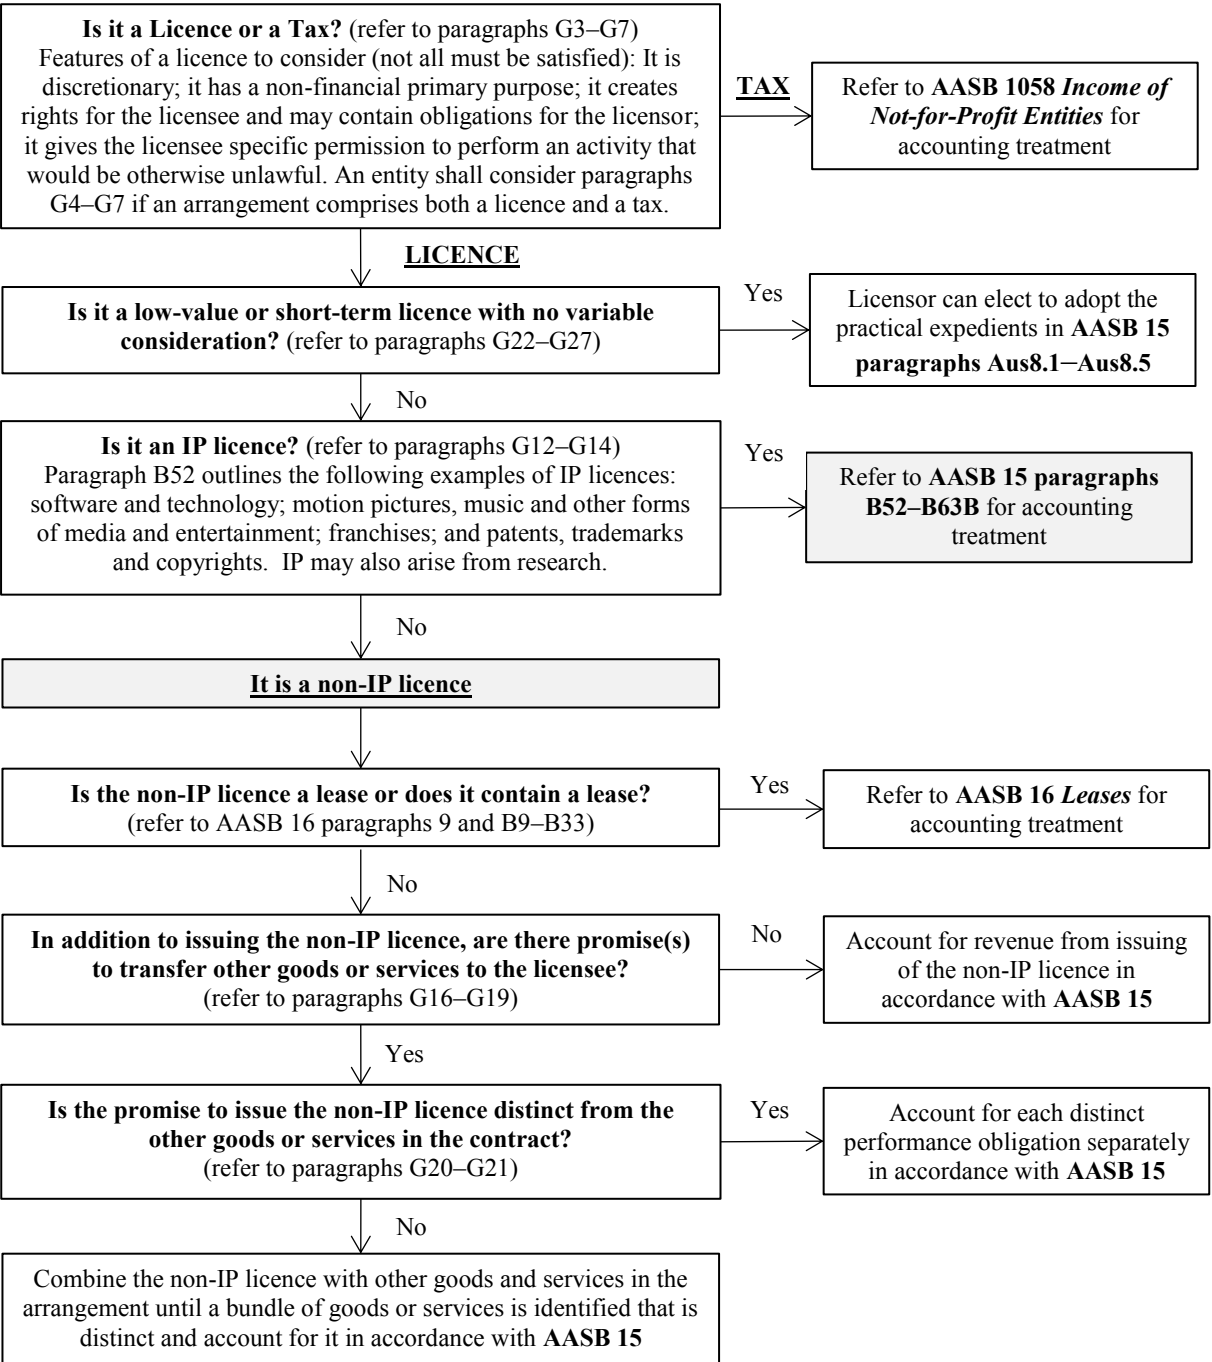 Is it a Licence or a Tax? (refer to paragraphs G3–G7)
Features of a licence to consider (not all must be satisfied): It is
discretionary; it has a non-financial primary purpose; it creates
rights for the licensee and may contain obligations for the licensor;
it gives the licensee specific permission to perform an activity that
would be otherwise unlawful. An entity shall consider paragraphs
G4–G7 if an arrangement comprises both a licence and a tax.
TAX
Refer to AASB 1058 Income of
Not-for-Profit Entities for
accounting treatment
LICENCE
Is it a low-value or short-term licence with no variable
consideration? (refer to paragraphs G22–G27)
Yes
Licensor can elect to adopt the
practical expedients in AASB 15
paragraphs Aus8.1–Aus8.5
No
Is it an IP licence? (refer to paragraphs G12–G14)
Paragraph B52 outlines the following examples of IP licences:
software and technology; motion pictures, music and other forms
of media and entertainment; franchises; and patents, trademarks
and copyrights.  IP may also arise from research.
Yes
Refer to AASB 15 paragraphs
B52–B63B for accounting
treatment
No
It is a non-IP licence
Is the non-IP licence a lease or does it contain a lease?
(refer to AASB 16 paragraphs 9 and B9–B33)
Yes
Refer to AASB 16 Leases for
accounting treatment
No
In addition to issuing the non-IP licence, are there promise(s)
to transfer other goods or services to the licensee?
(refer to paragraphs G16–G19)
No
Account for revenue from issuing
of the non-IP licence in
accordance with AASB 15
Yes
Is the promise to issue the non-IP licence distinct from the
other goods or services in the contract?
(refer to paragraphs G20–G21)
Yes
Account for each distinct
performance obligation separately
in accordance with AASB 15
No
Combine the non-IP licence with other goods and services in the
arrangement until a bundle of goods or services is identified that is
distinct and account for it in accordance with AASB 15